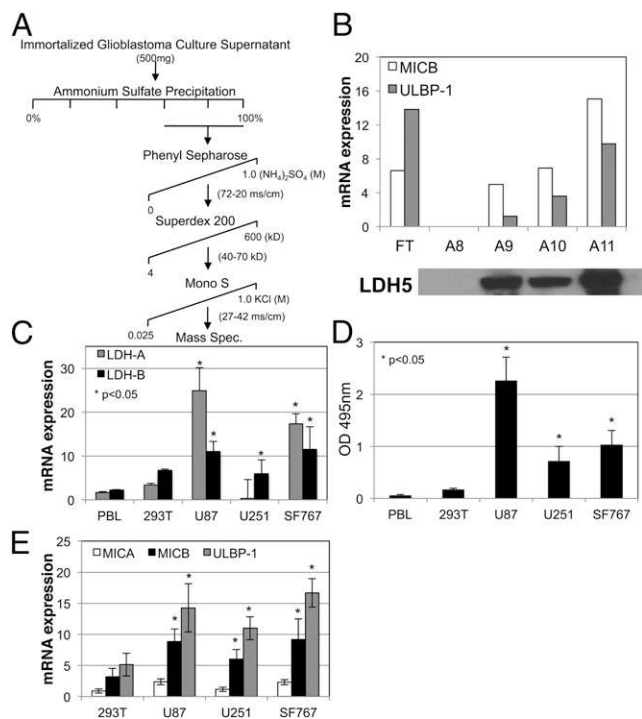 A
Immortalized Glioblastoma Culture Supernatant
(500mg)
Ammonium Sulfate Precipitation
0%
100%
Phenyl Sepharose
1.0 (NH₄)₂SO₄ (M)
0
(72-20 ms/cm)
Superdex 200
600 (kD)
4
(40-70 kD)
Mono S
1.0 KCl (M)
0.025
(27-42 ms/cm)
Mass Spec.
B
mRNA expression
20
16
12
8
4
0
MICB
ULBP-1
FT A8 A9 A10 A11
LDH5
C
mRNA expression
30
20
10
0
LDH-A
LDH-B
* p<0.05
* * * * *
PBL 293T U87 U251 SF767
D
OD 495nm
3
2
1
0
* p<0.05
* * *
PBL 293T U87 U251 SF767
E
mRNA expression
25
20
15
10
5
0
MICA MICB ULBP-1
* * * * * *
293T U87 U251 SF767